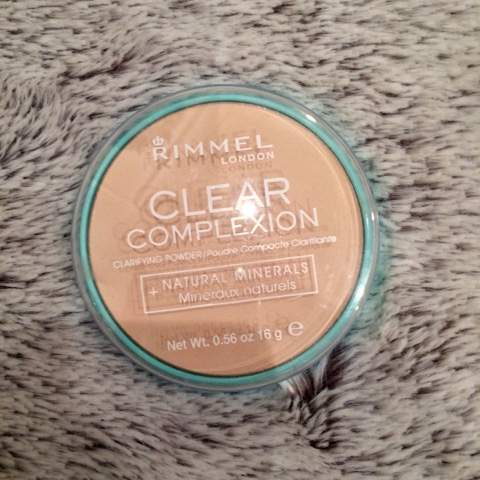 RIMMEL
LONDON
CLEAR
COMPLEXION
CLARIFYING POWDER/Poudre Compacte Clarifiante
+ NATURAL MINERALS
Minéraux naturels
Net Wt. 0.56 oz 16 g e